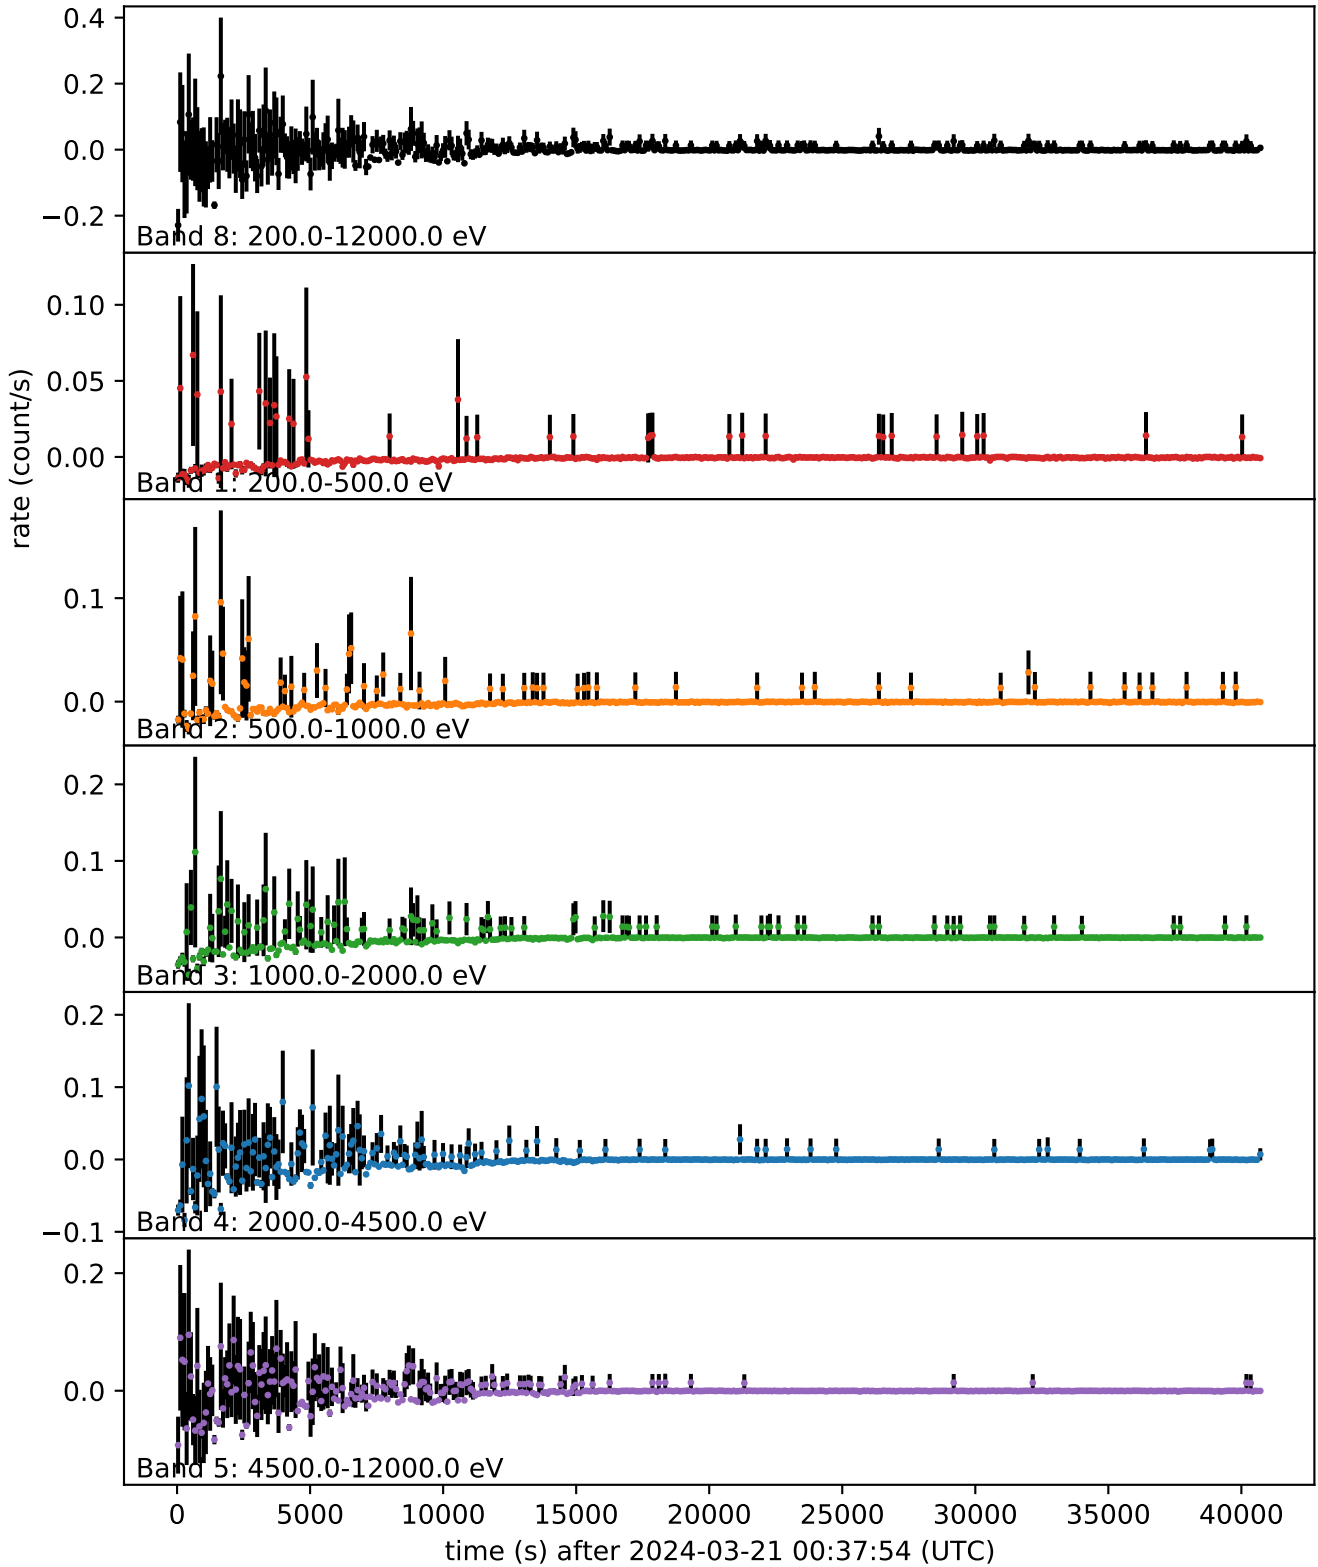 0.4
0.2
0.0
−0.2
Band 8: 200.0-12000.0 eV
0.10
0.05
0.00
Band 1: 200.0-500.0 eV
rate (count/s)
0.1
0.0
Band 2: 500.0-1000.0 eV
0.2
0.1
0.0
Band 3: 1000.0-2000.0 eV
0.2
0.1
0.0
−0.1
Band 4: 2000.0-4500.0 eV
0.2
0.0
Band 5: 4500.0-12000.0 eV
0 5000 10000 15000 20000 25000 30000 35000 40000
time (s) after 2024-03-21 00:37:54 (UTC)